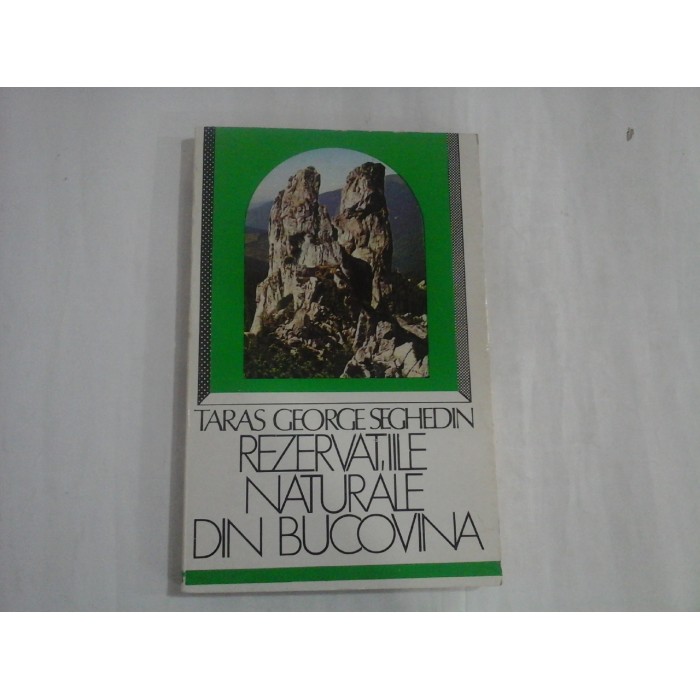 TARAS GEORGE SEGHEDIN
REZERVAȚIILE
NATURALE
DIN BUCOVINA